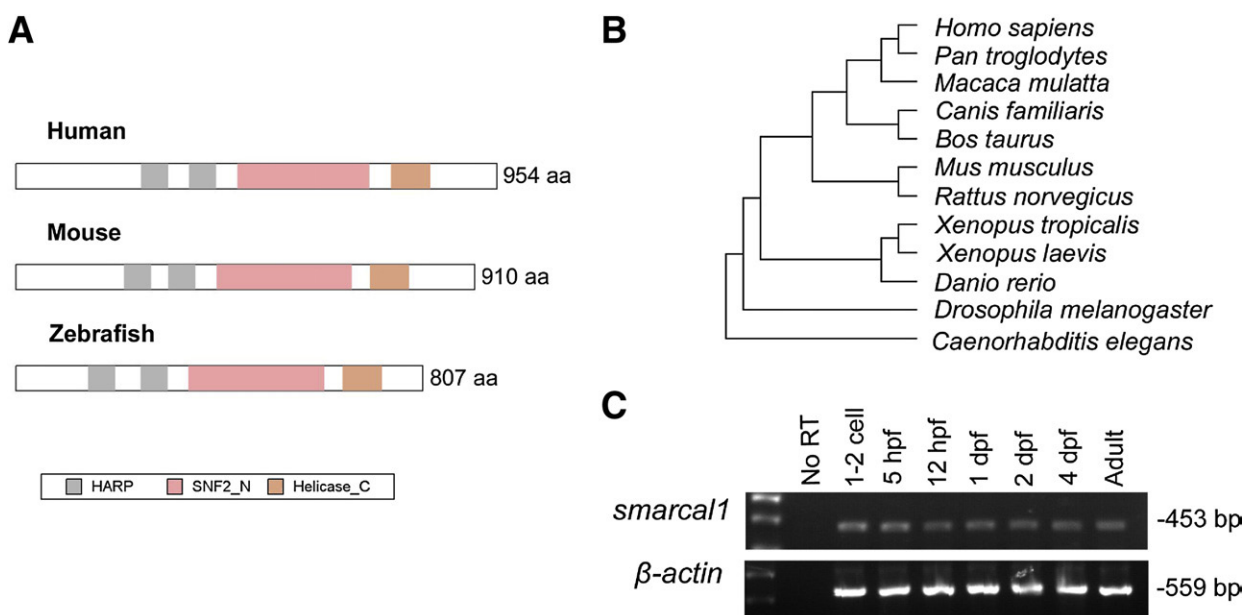 A
Human
954 aa
Mouse
910 aa
Zebrafish
807 aa
HARP SNF2_N Helicase_C
B
Homo sapiens
Pan troglodytes
Macaca mulatta
Canis familiaris
Bos taurus
Mus musculus
Rattus norvegicus
Xenopus tropicalis
Xenopus laevis
Danio rerio
Drosophila melanogaster
Caenorhabditis elegans
C
No RT 1-2 cell 5 hpf 12 hpf 1 dpf 2 dpf 4 dpf Adult
smarcal1 -453 bp
β-actin -559 bp